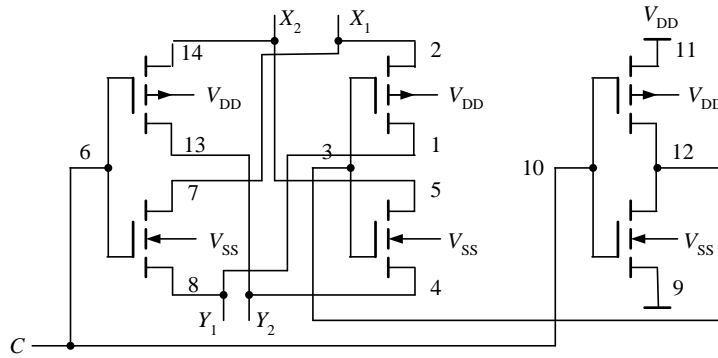 X2 X1 VDD
14 2 11
VDD VDD VDD
6 13 3 1 10 12
7 5
VSS VSS VSS
8 4 9
Y1 Y2
C